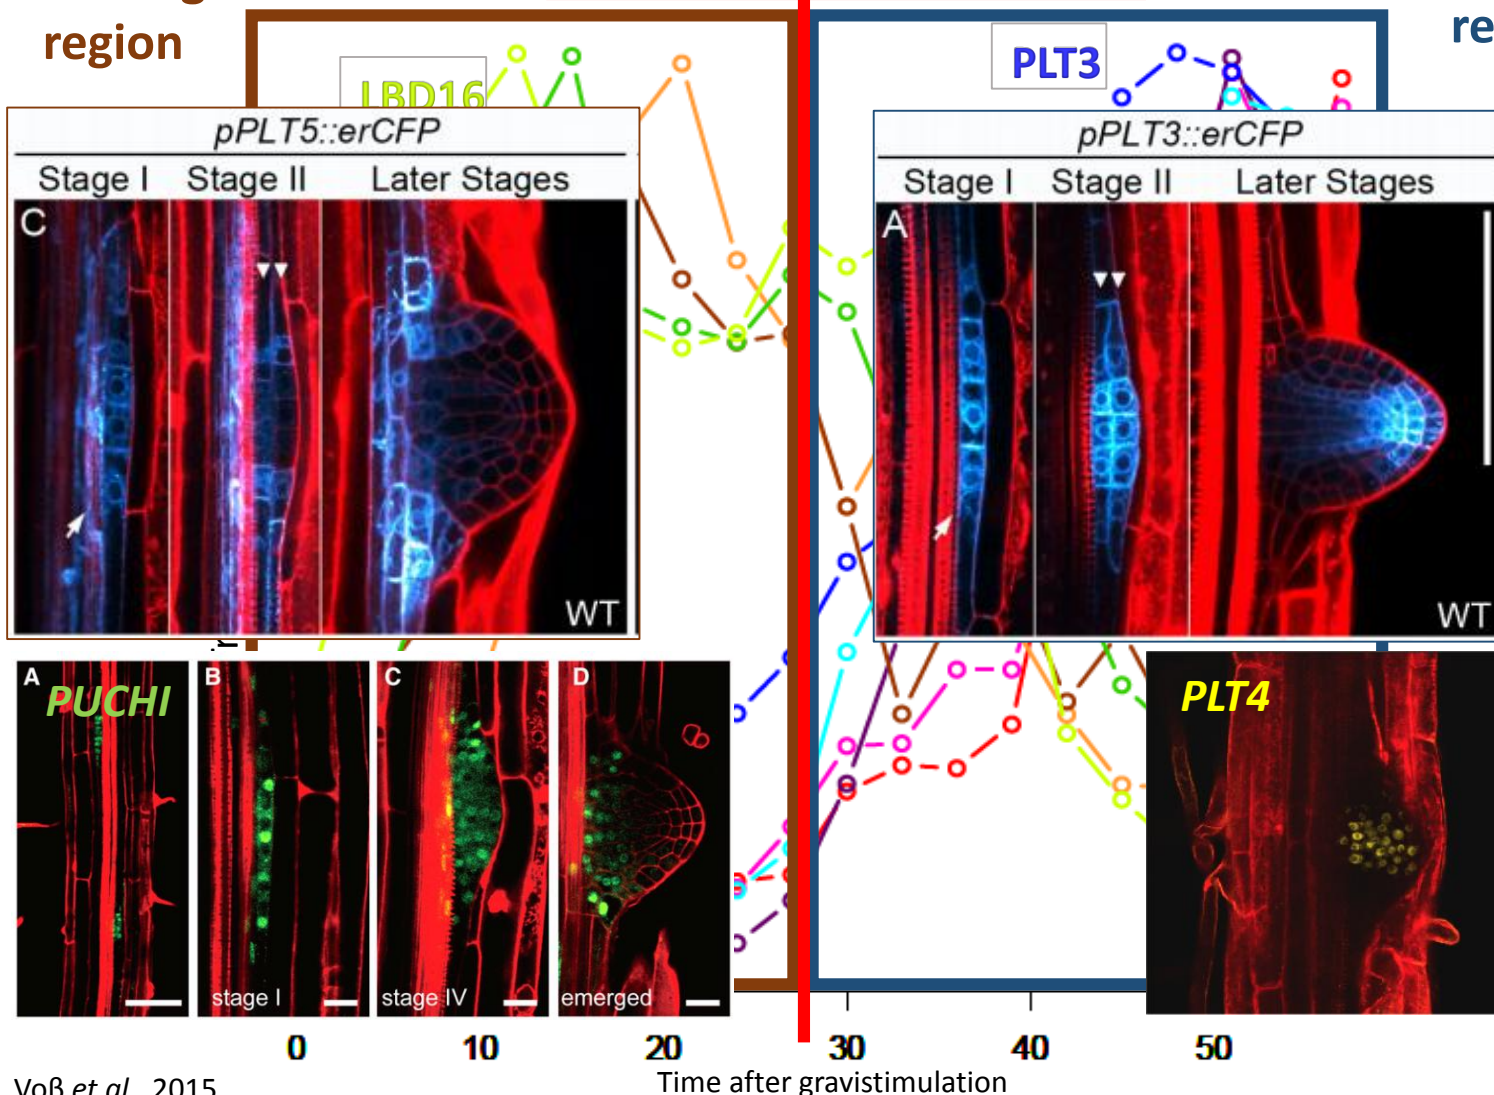 region
re
LBD16
PLT3
pPLT5::erCFP
Stage I Stage II Later Stages
C
WT
pPLT3::erCFP
Stage I Stage II Later Stages
A
WT
A
PUCHI
B
stage I
C
stage IV
D
emerged
PLT4
0 10 20 30 40 50
Time after gravistimulation
Voß et al 2015